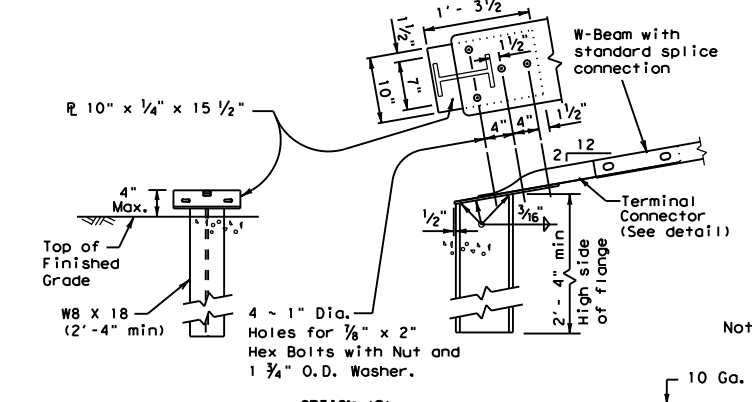 1'- 3½"
1½"
10"
7"
1½"
W-Beam with
standard splice
connection
PL 10" x ¼" x 15 ½"
4" 4"
1½"
2
12
4"
Max.
½"
3⁄16"
Terminal
Connector
(See detail)
Top of
Finished
Grade
2'- 4" min
High side
of flange
W8 X 18
(2'-4" min)
4 ~ 1" Dia.
Holes for ⅞" x 2"
Hex Bolts with Nut and
1 ¾" O.D. Washer.
Not
10 Ga.